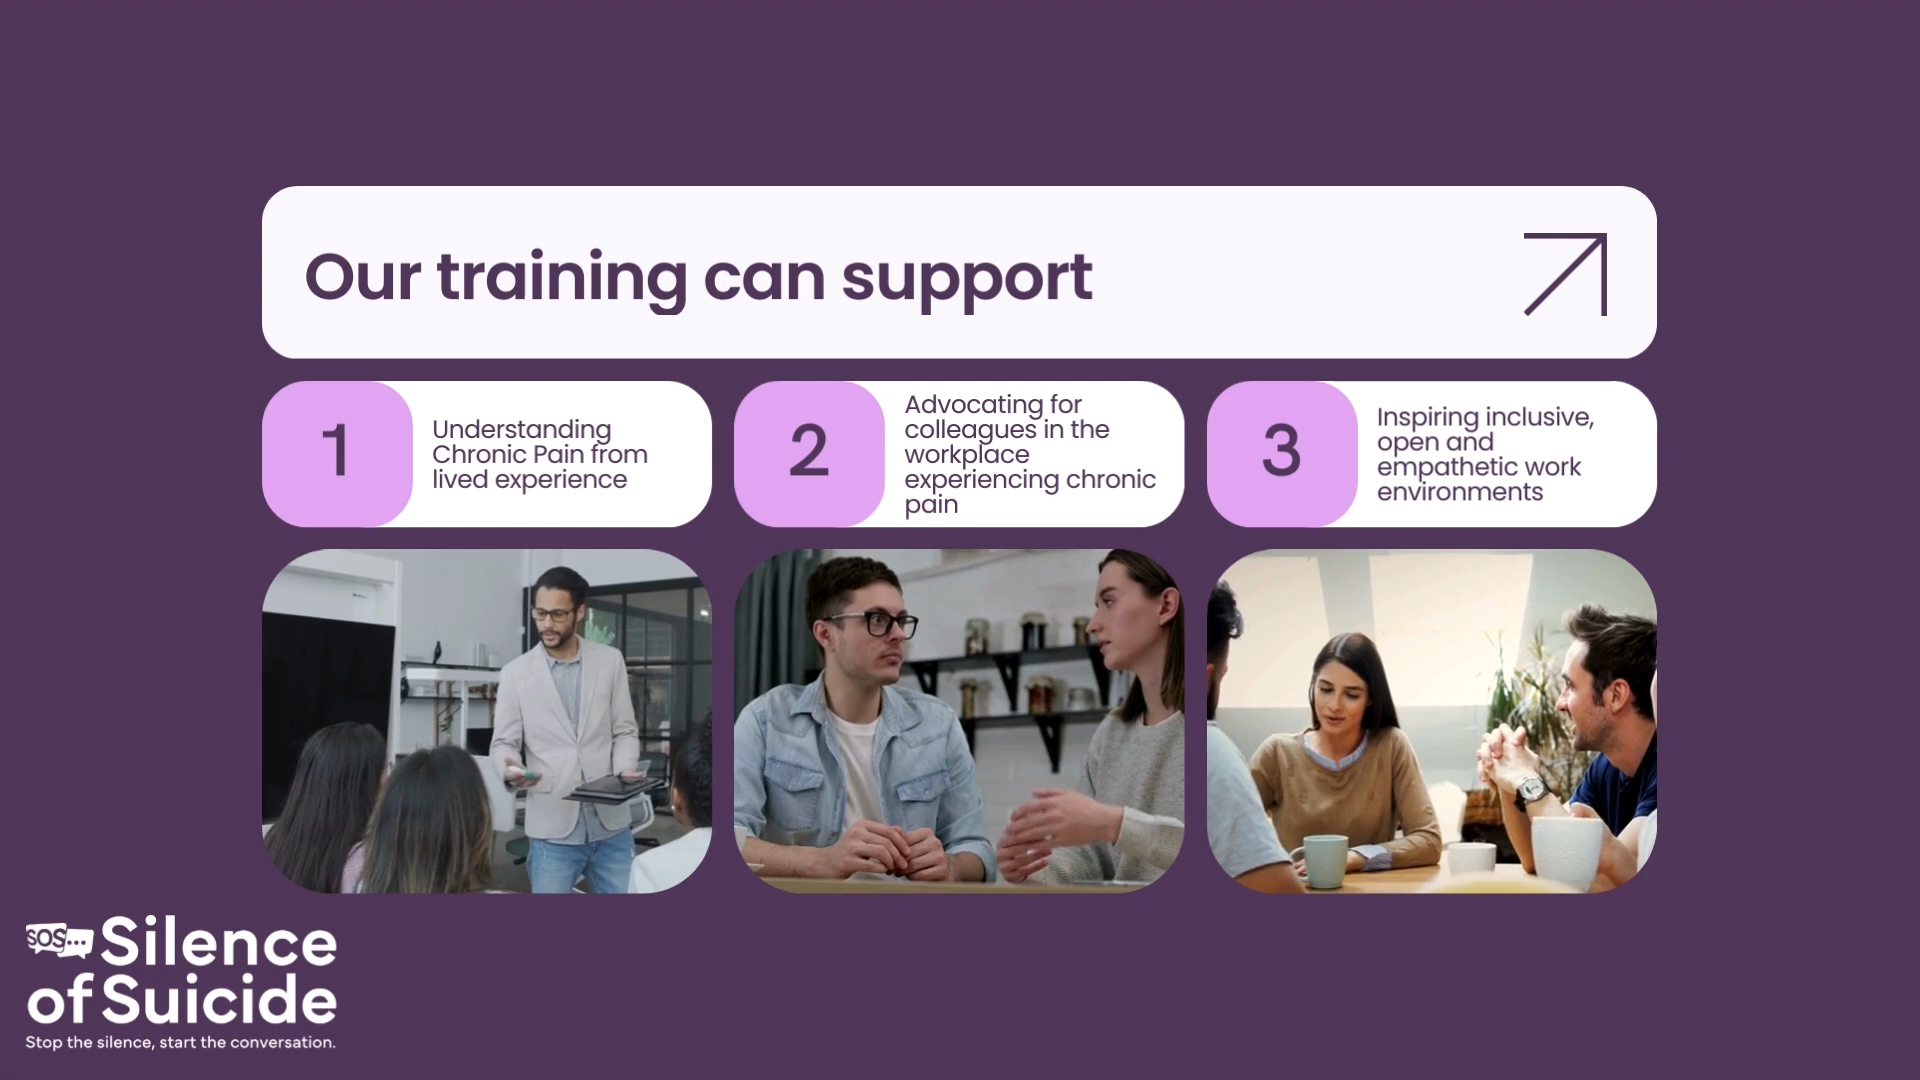 Our training can support
1
Understanding
Chronic Pain from
lived experience
2
Advocating for
colleagues in the
workplace
experiencing chronic
pain
3
Inspiring inclusive,
open and
empathetic work
environments
SOS
Silence
of Suicide
Stop the silence, start the conversation.